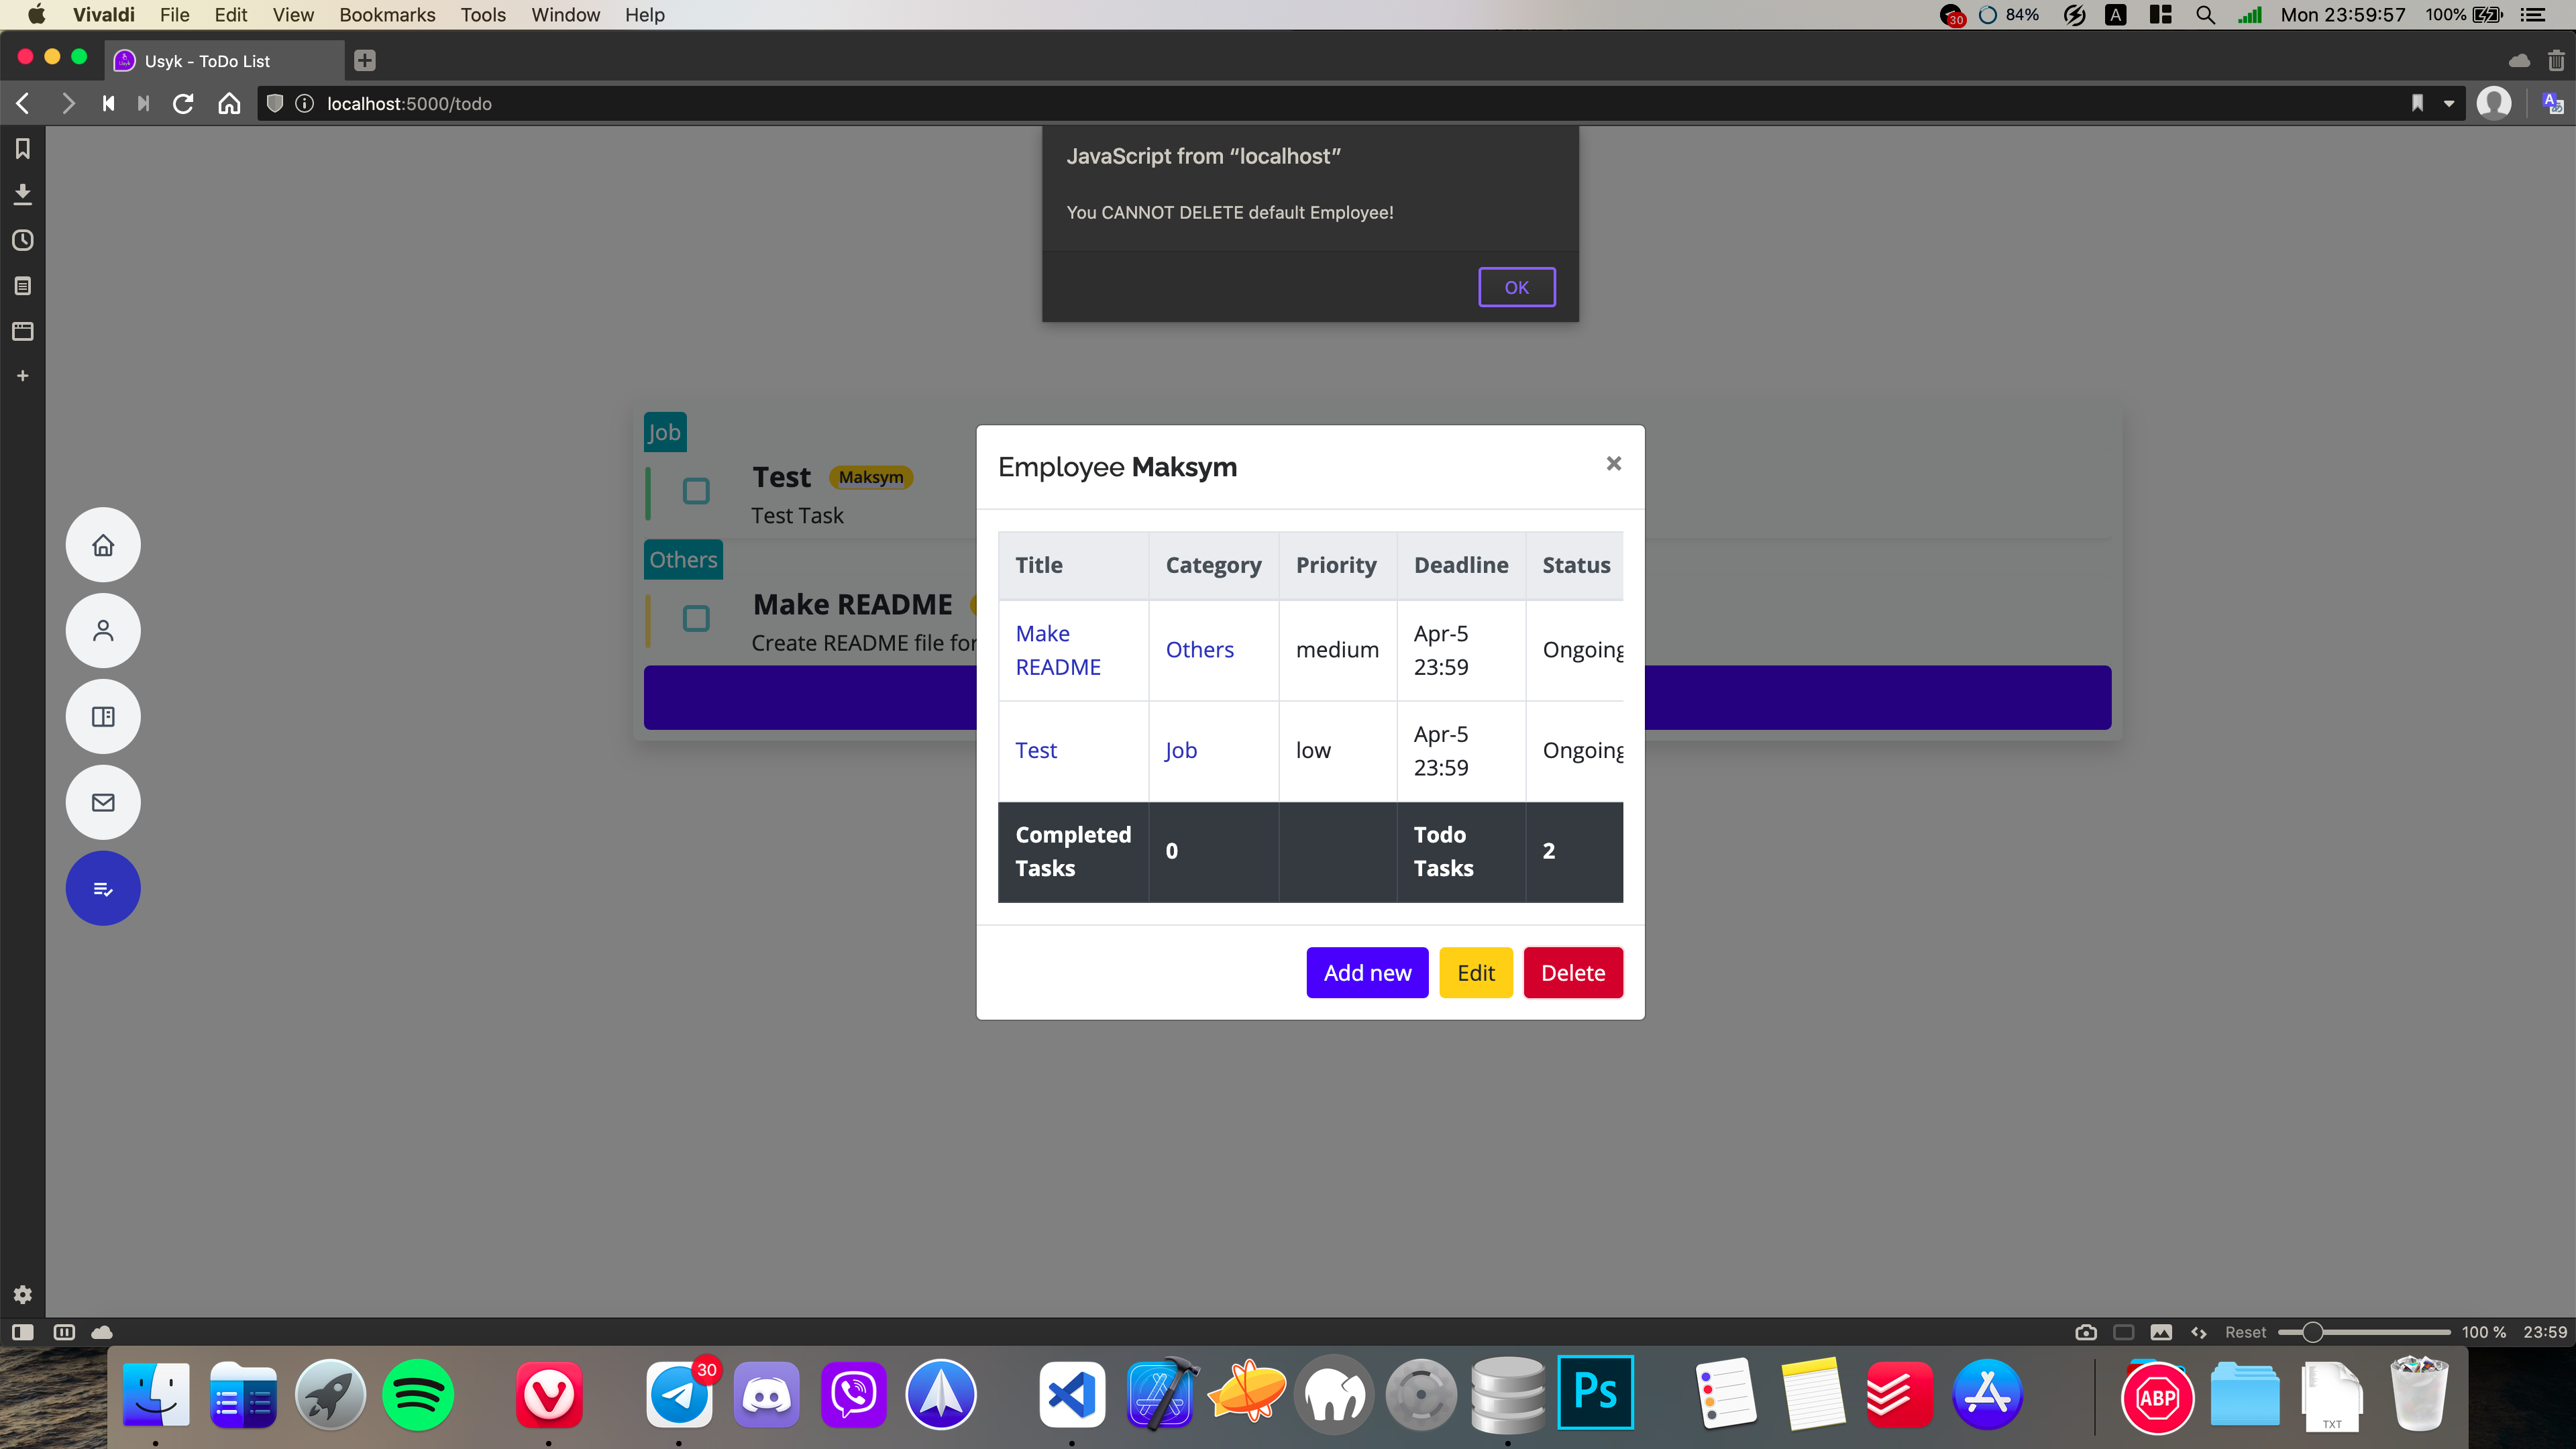 Vivaldi File Edit View Bookmarks Tools Window Help
30 84% A Mon 23:59:57 100%
Usyk - ToDo List
localhost:5000/todo
JavaScript from “localhost”
You CANNOT DELETE default Employee!
OK
Job
Test Maksym
Test Task
Others
Make README
Create README file for
Employee Maksym ×
Title Category Priority Deadline Status
Make README Others medium Apr-5 23:59 Ongoing
Test Job low Apr-5 23:59 Ongoing
Completed Tasks 0 Todo Tasks 2
Add new Edit Delete
Reset 100 % 23:59
30
Ps
ABP
TXT